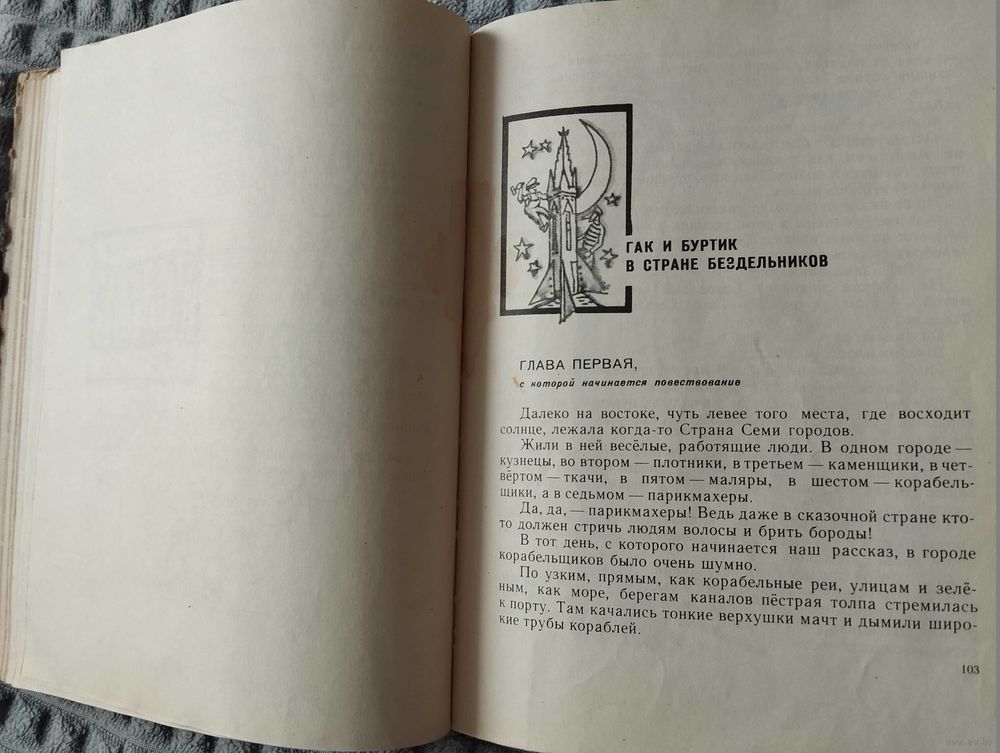 ГАК И БУРТИК
В СТРАНЕ БЕЗДЕЛЬНИКОВ
ГЛАВА ПЕРВАЯ,
с которой начинается повествование
Далеко на востоке, чуть левее того места, где восходит
солнце, лежала когда-то Страна Семи городов.
Жили в ней весёлые, работящие люди. В одном городе —
кузнецы, во втором — плотники, в третьем — каменщики, в чет-
вёртом — ткачи, в пятом — маляры, в шестом — корабель-
щики, а в седьмом — парикмахеры.
Да, да, — парикмахеры! Ведь даже в сказочной стране кто-
то должен стричь людям волосы и брить бороды!
В тот день, с которого начинается наш рассказ, в городе
корабельщиков было очень шумно.
По узким, прямым, как корабельные реи, улицам и зелё-
ным, как море, берегам каналов пёстрая толпа стремилась
к порту. Там качались тонкие верхушки мачт и дымили широ-
кие трубы кораблей.
103